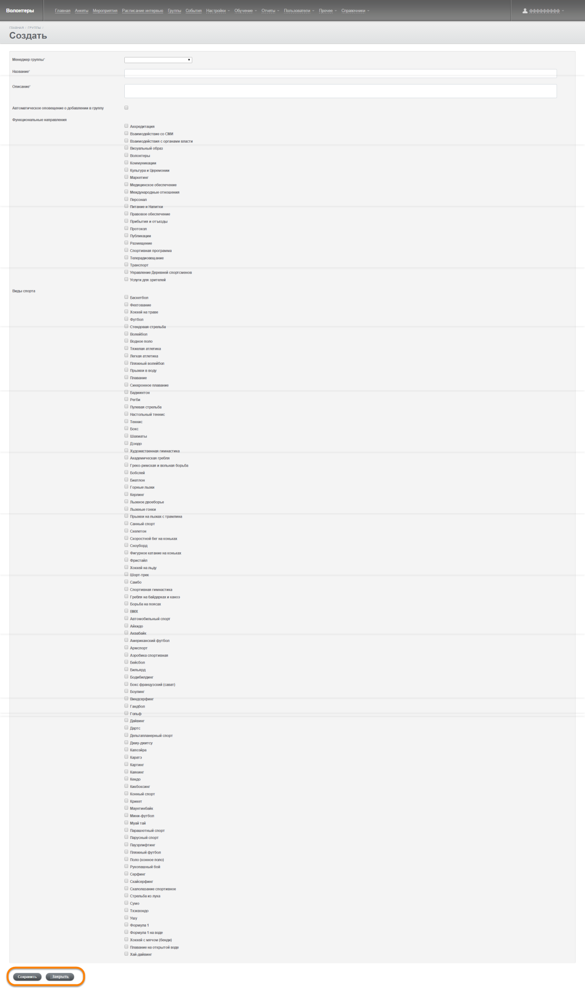 Волонтеры Главная Анкеты Мероприятия Расписание интервью Группы События Настройки Обучение Отчеты Пользователи Прочее Справочники ффффффффф
ГЛАВНАЯ / ГРУППЫ /
Создать
Менеджер группы*
Название*
Описание*
Автоматическое оповещение о добавлении в группу
Функциональные направления
Аккредитация
Взаимодействие со СМИ
Взаимодействия с органами власти
Визуальный образ
Волонтеры
Коммуникации
Культура и Церемонии
Маркетинг
Медицинское обеспечение
Международные отношения
Персонал
Питание и Напитки
Правовое обеспечение
Прибытия и отъезды
Протокол
Публикации
Размещение
Спортивная программа
Телерадиовещание
Транспорт
Управление Деревней спортсменов
Услуги для зрителей
Виды спорта
Баскетбол
Фехтование
Хоккей на траве
Футбол
Стендовая стрельба
Волейбол
Водное поло
Тяжелая атлетика
Легкая атлетика
Пляжный волейбол
Прыжки в воду
Плавание
Синхронное плавание
Бадминтон
Регби
Пулевая стрельба
Настольный теннис
Теннис
Бокс
Шахматы
Дзюдо
Художественная гимнастика
Академическая гребля
Греко-римская и вольная борьба
Бобслей
Биатлон
Горные лыжи
Керлинг
Лыжное двоеборье
Лыжные гонки
Прыжки на лыжах с трамплина
Санный спорт
Скелетон
Скоростной бег на коньках
Сноуборд
Фигурное катание на коньках
Фристайл
Хоккей на льду
Шорт-трек
Самбо
Спортивная гимнастика
Гребля на байдарках и каноэ
Борьба на поясах
BMX
Автомобильный спорт
Айкидо
Аквабайк
Американский футбол
Армспорт
Аэробика спортивная
Бейсбол
Бильярд
Бодибилдинг
Бокс французский (сават)
Боулинг
Виндсерфинг
Гандбол
Гольф
Дайвинг
Дартс
Дельтапланерный спорт
Джиу-джитсу
Капоэйра
Каратэ
Картинг
Каякинг
Кендо
Кикбоксинг
Конный спорт
Крикет
Маунтинбайк
Мини-футбол
Муай тай
Парашютный спорт
Парусный спорт
Пауэрлифтинг
Пляжный футбол
Поло (конное поло)
Рукопашный бой
Серфинг
Скайсерфинг
Скалолазание спортивное
Стрельба из лука
Сумо
Тхэквондо
Ушу
Формула 1
Формула 1 на воде
Хоккей с мячом (бенди)
Плавание на открытой воде
Хай-дайвинг
Сохранить Закрыть